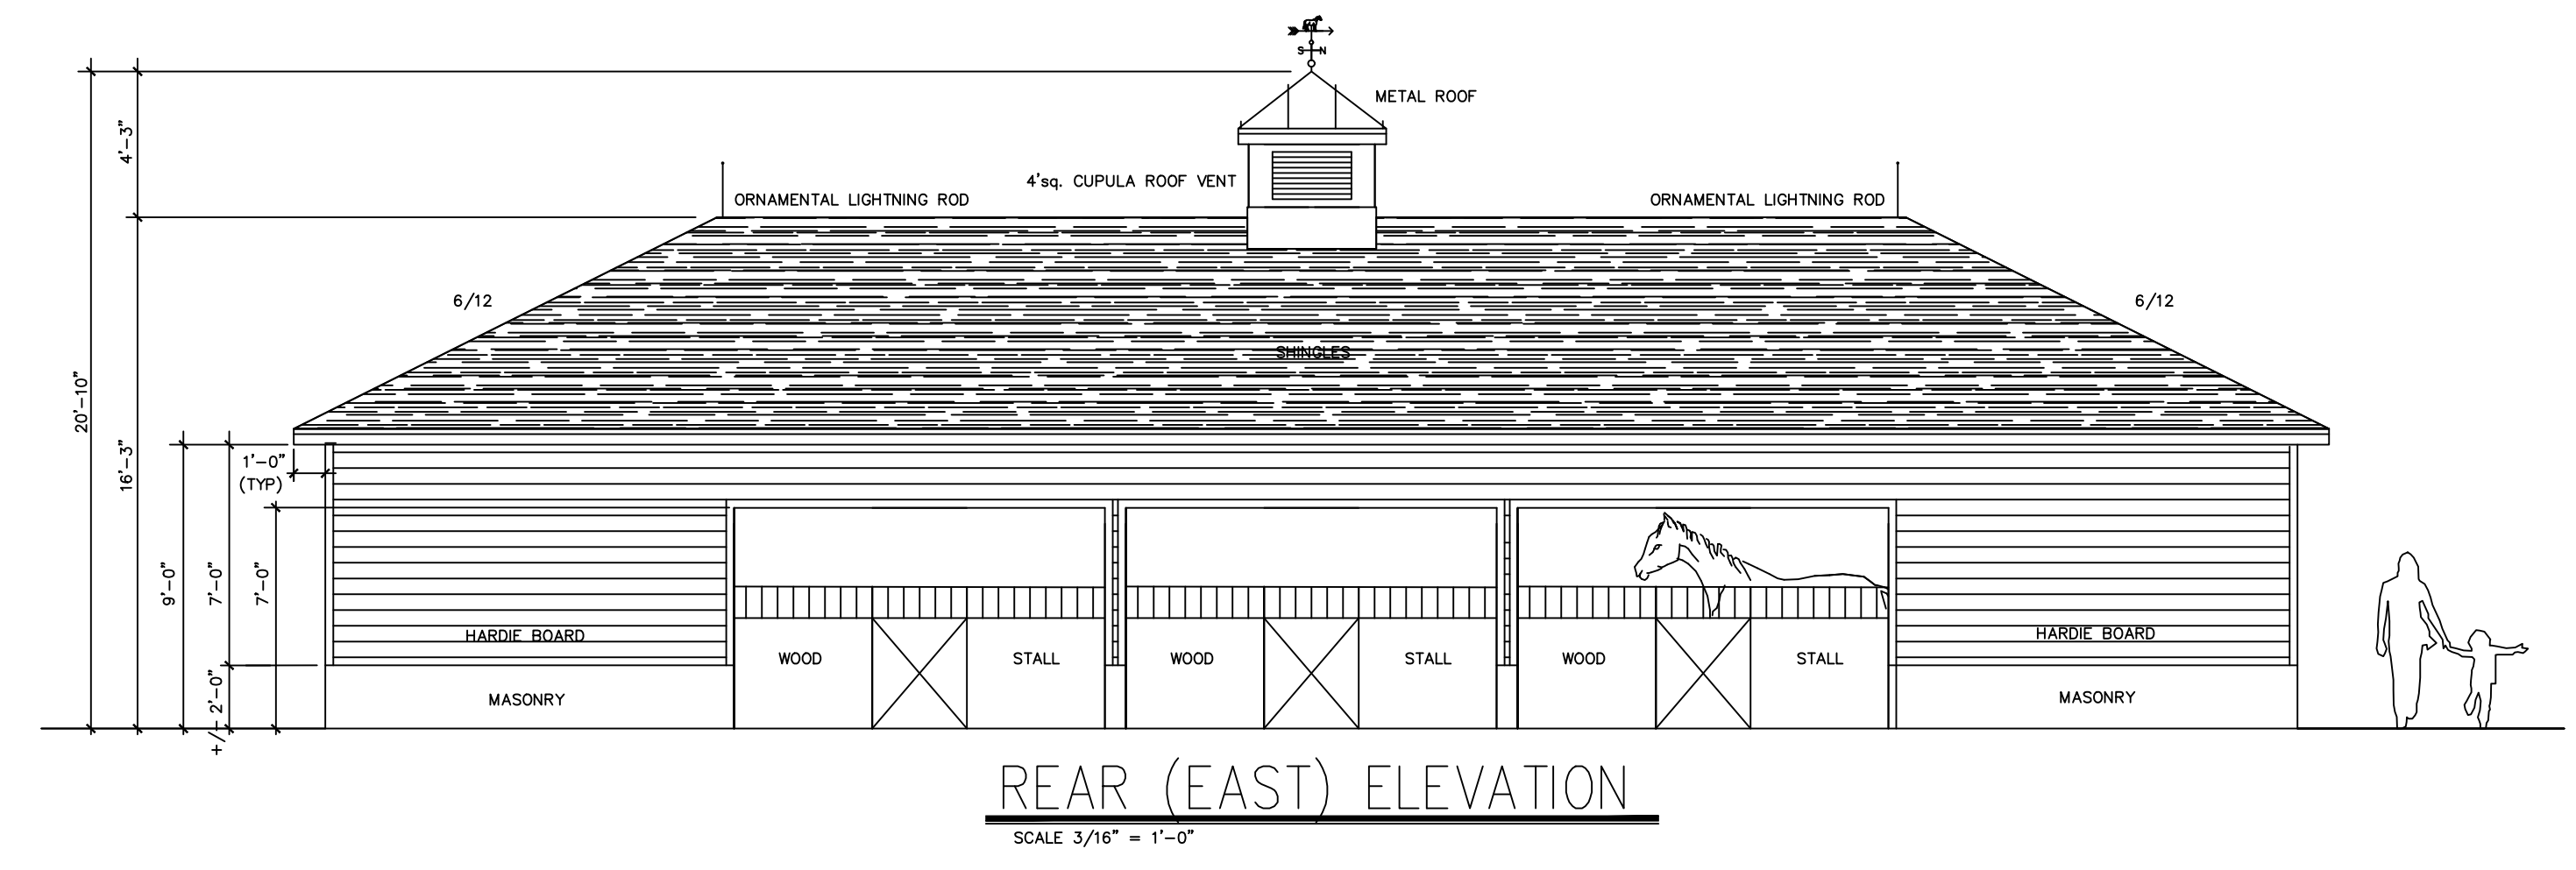 S N
METAL ROOF
4'-3"
4'sq. CUPULA ROOF VENT
ORNAMENTAL LIGHTNING ROD
ORNAMENTAL LIGHTNING ROD
6/12
6/12
SHINGLES
20'-10"
16'-3"
1'-0"
(TYP)
9'-0"
7'-0"
7'-0"
HARDIE BOARD
HARDIE BOARD
WOOD
STALL
WOOD
STALL
WOOD
STALL
+/- 2'-0"
MASONRY
MASONRY
REAR (EAST) ELEVATION
SCALE 3/16" = 1'-0"